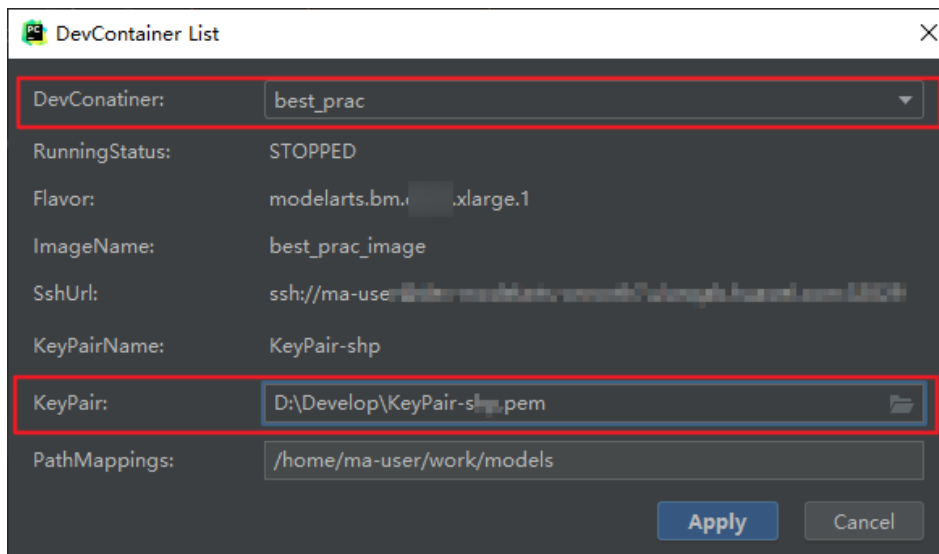 PC DevContainer List
DevConatiner: best_prac
RunningStatus: STOPPED
Flavor: modelarts.bm. .xlarge.1
ImageName: best_prac_image
SshUrl: ssh://ma-use
KeyPairName: KeyPair-shp
KeyPair: D:\Develop\KeyPair-s .pem
PathMappings: /home/ma-user/work/models
Apply Cancel